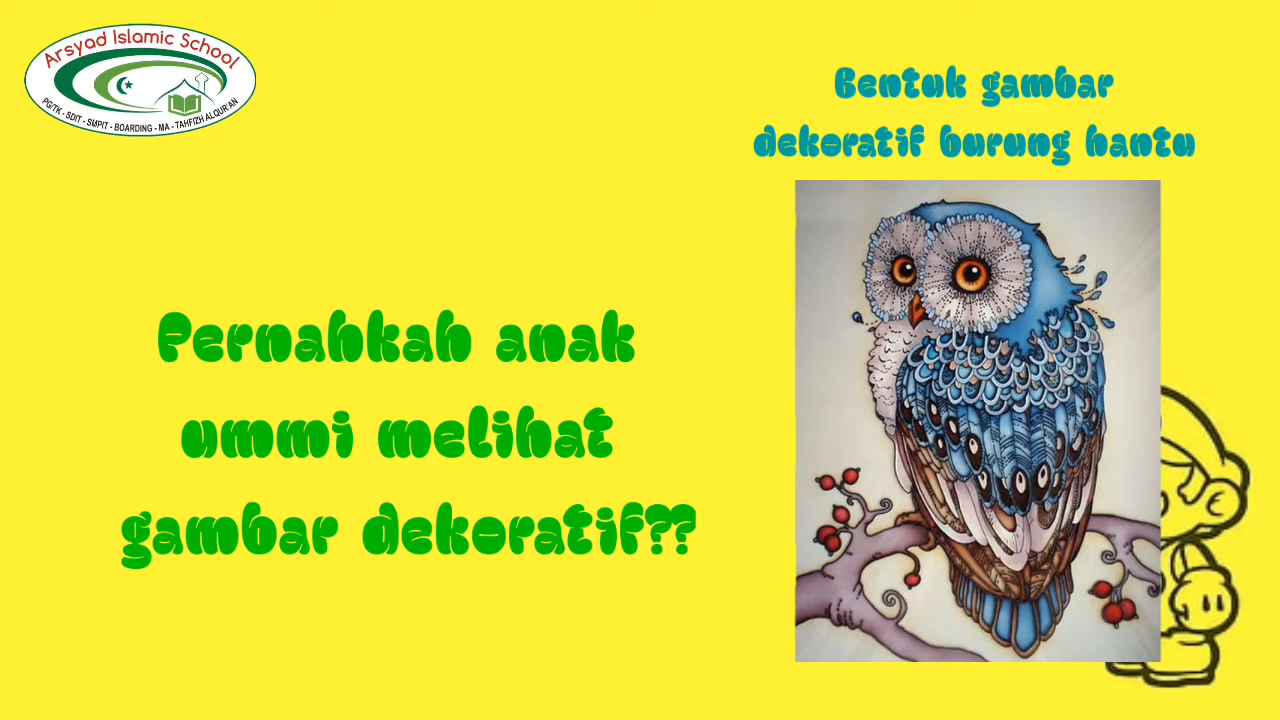 Arsyad Islamic School
PG/TK - SDIT - SMPIT - BOARDING - MA - TAHFIZH ALQUR'AN
Bentuk gambar
dekoratif burung hantu
Pernahkah anak
ummi melihat
gambar dekoratif??